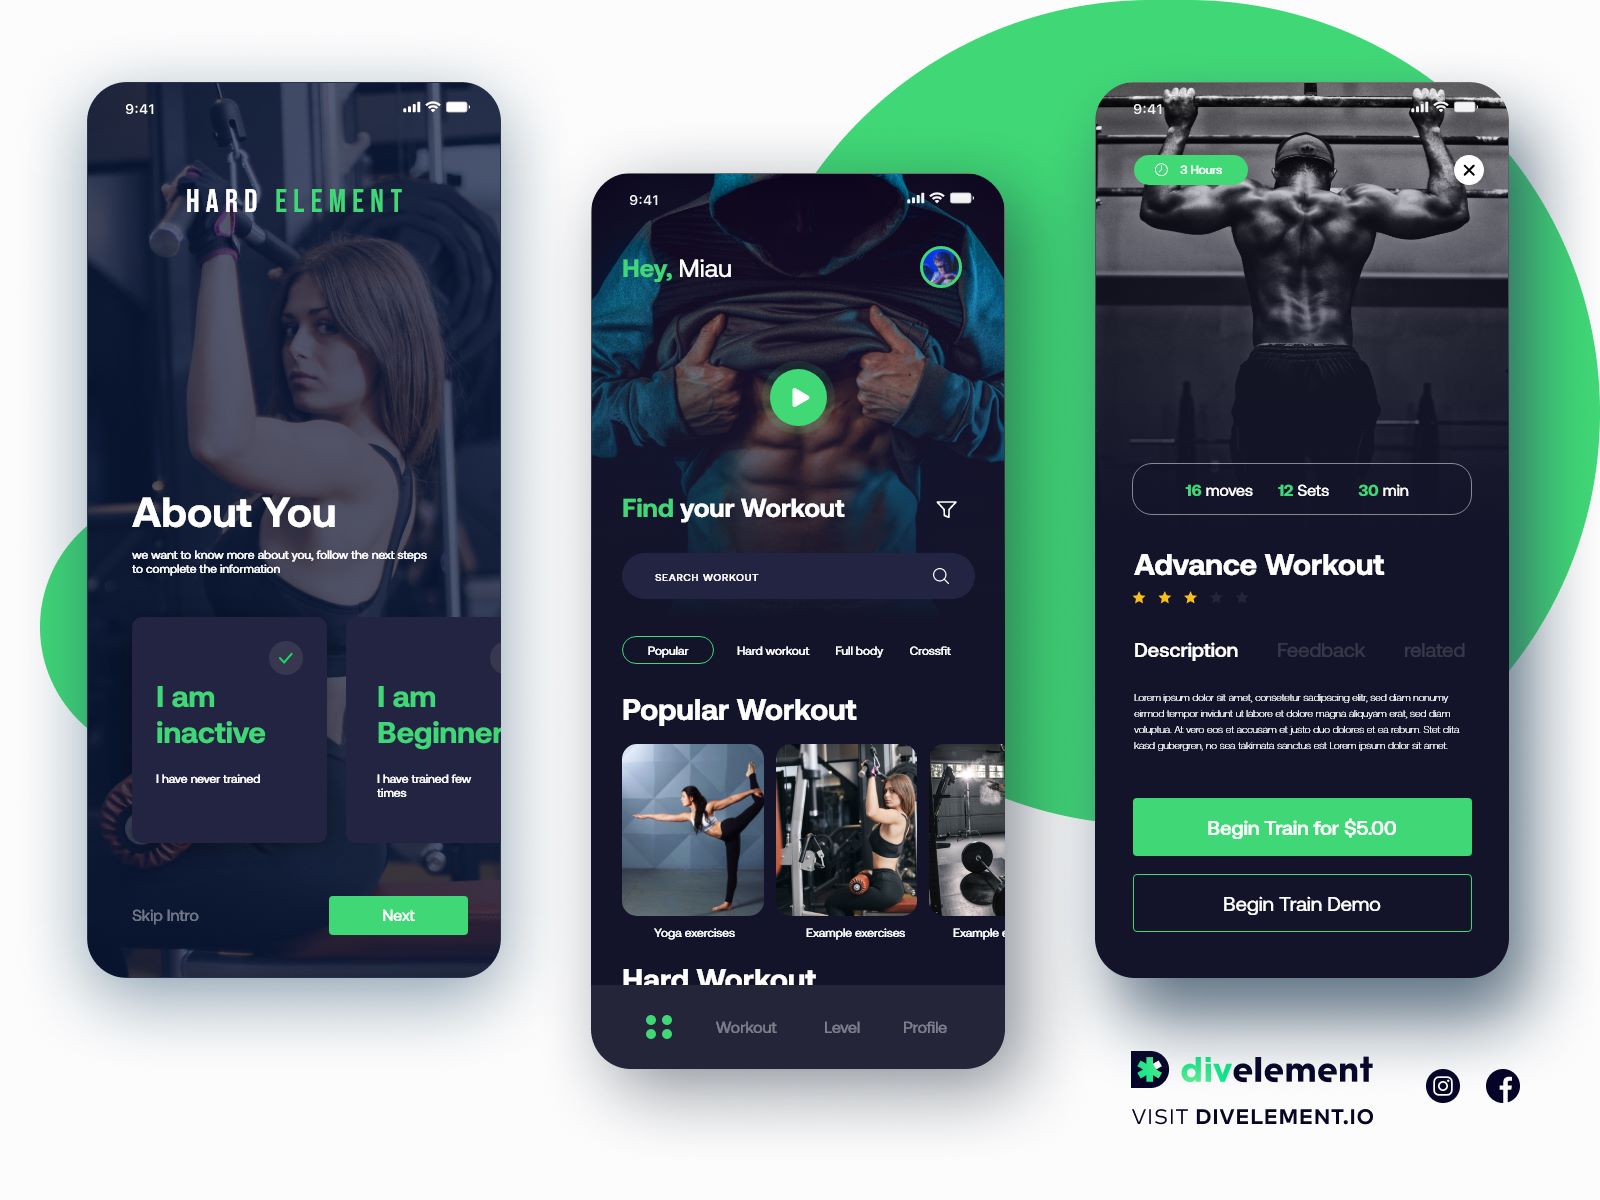 9:41
HARD ELEMENT
About You
we want to know more about you, follow the next steps
to complete the information
I am
inactive
I have never trained
I am
Beginner
I have trained few
times
Skip Intro
Next
9:41
Hey, Miau
Find your Workout
SEARCH WORKOUT
Popular
Hard workout
Full body
Crossfit
Popular Workout
Yoga exercises
Example exercises
Example e
Hard Workout
Workout
Level
Profile
9:41
3 Hours
16 moves
12 Sets
30 min
Advance Workout
Description
Feedback
related
Lorem ipsum dolor sit amet, consetetur sadipscing elitr, sed diam nonumy
eirmod tempor invidunt ut labore et dolore magna aliquyam erat, sed diam
voluptua. At vero eos et accusam et justo duo dolores et ea rebum. Stet clita
kasd gubergren, no sea takimata sanctus est Lorem ipsum dolor sit amet.
Begin Train for $5.00
Begin Train Demo
divelement
VISIT DIVELEMENT.IO